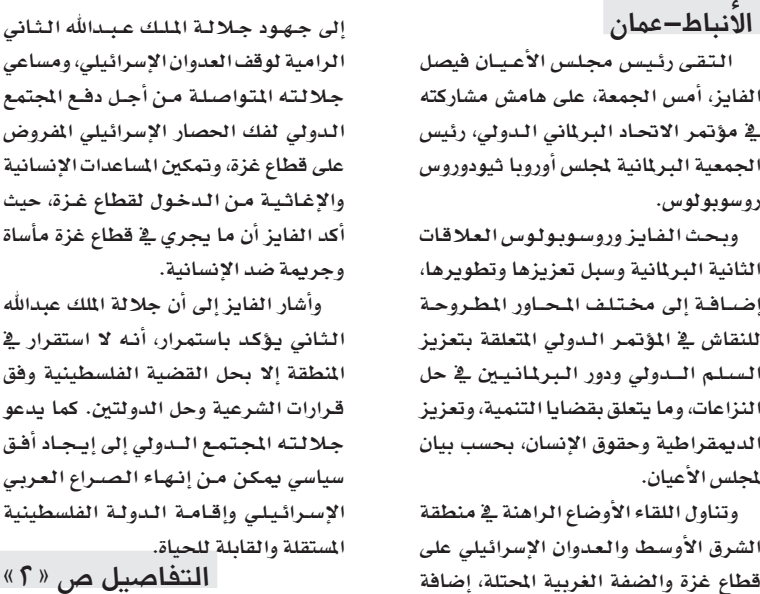 الأنباط–عمان
التقى رئيس مجلس الأعيان فيصل
الفايز، أمس الجمعة، على هامش مشاركته
في مؤتمر الاتحاد البرلماني الدولي، رئيس
الجمعية البرلمانية لمجلس أوروبا ثيودوروس
روسوبولوس.
وبحث الفايز وروسوبولوس العلاقات
الثانية البرلمانية وسبل تعزيزها وتطويرها،
إضافة إلى مختلف المحاور المطروحة
للنقاش في المؤتمر الدولي المتعلقة بتعزيز
السلم الدولي ودور البرلمانيين في حل
النزاعات، وما يتعلق بقضايا التنمية، وتعزيز
الديمقراطية وحقوق الإنسان، بحسب بيان
لمجلس الأعيان.
وتناول اللقاء الأوضاع الراهنة في منطقة
الشرق الأوسط والعدوان الإسرائيلي على
قطاع غزة والضفة الغربية المحتلة، إضافة
إلى جهود جلالة الملك عبدالله الثاني
الرامية لوقف العدوان الإسرائيلي، ومساعي
جلالته المتواصلة من أجل دفع المجتمع
الدولي لفك الحصار الإسرائيلي المفروض
على قطاع غزة، وتمكين المساعدات الإنسانية
والإغاثية من الدخول لقطاع غزة، حيث
أكد الفايز أن ما يجري في قطاع غزة مأساة
وجريمة ضد الإنسانية.
وأشار الفايز إلى أن جلالة الملك عبدالله
الثاني يؤكد باستمرار، أنه لا استقرار في
المنطقة إلا بحل القضية الفلسطينية وفق
قرارات الشرعية وحل الدولتين. كما يدعو
جلالته المجتمع الدولي إلى إيجاد أفق
سياسي يمكن من إنهاء الصراع العربي
الإسرائيلي وإقامة الدولة الفلسطينية
المستقلة والقابلة للحياة.
التفاصيل ص «٢»